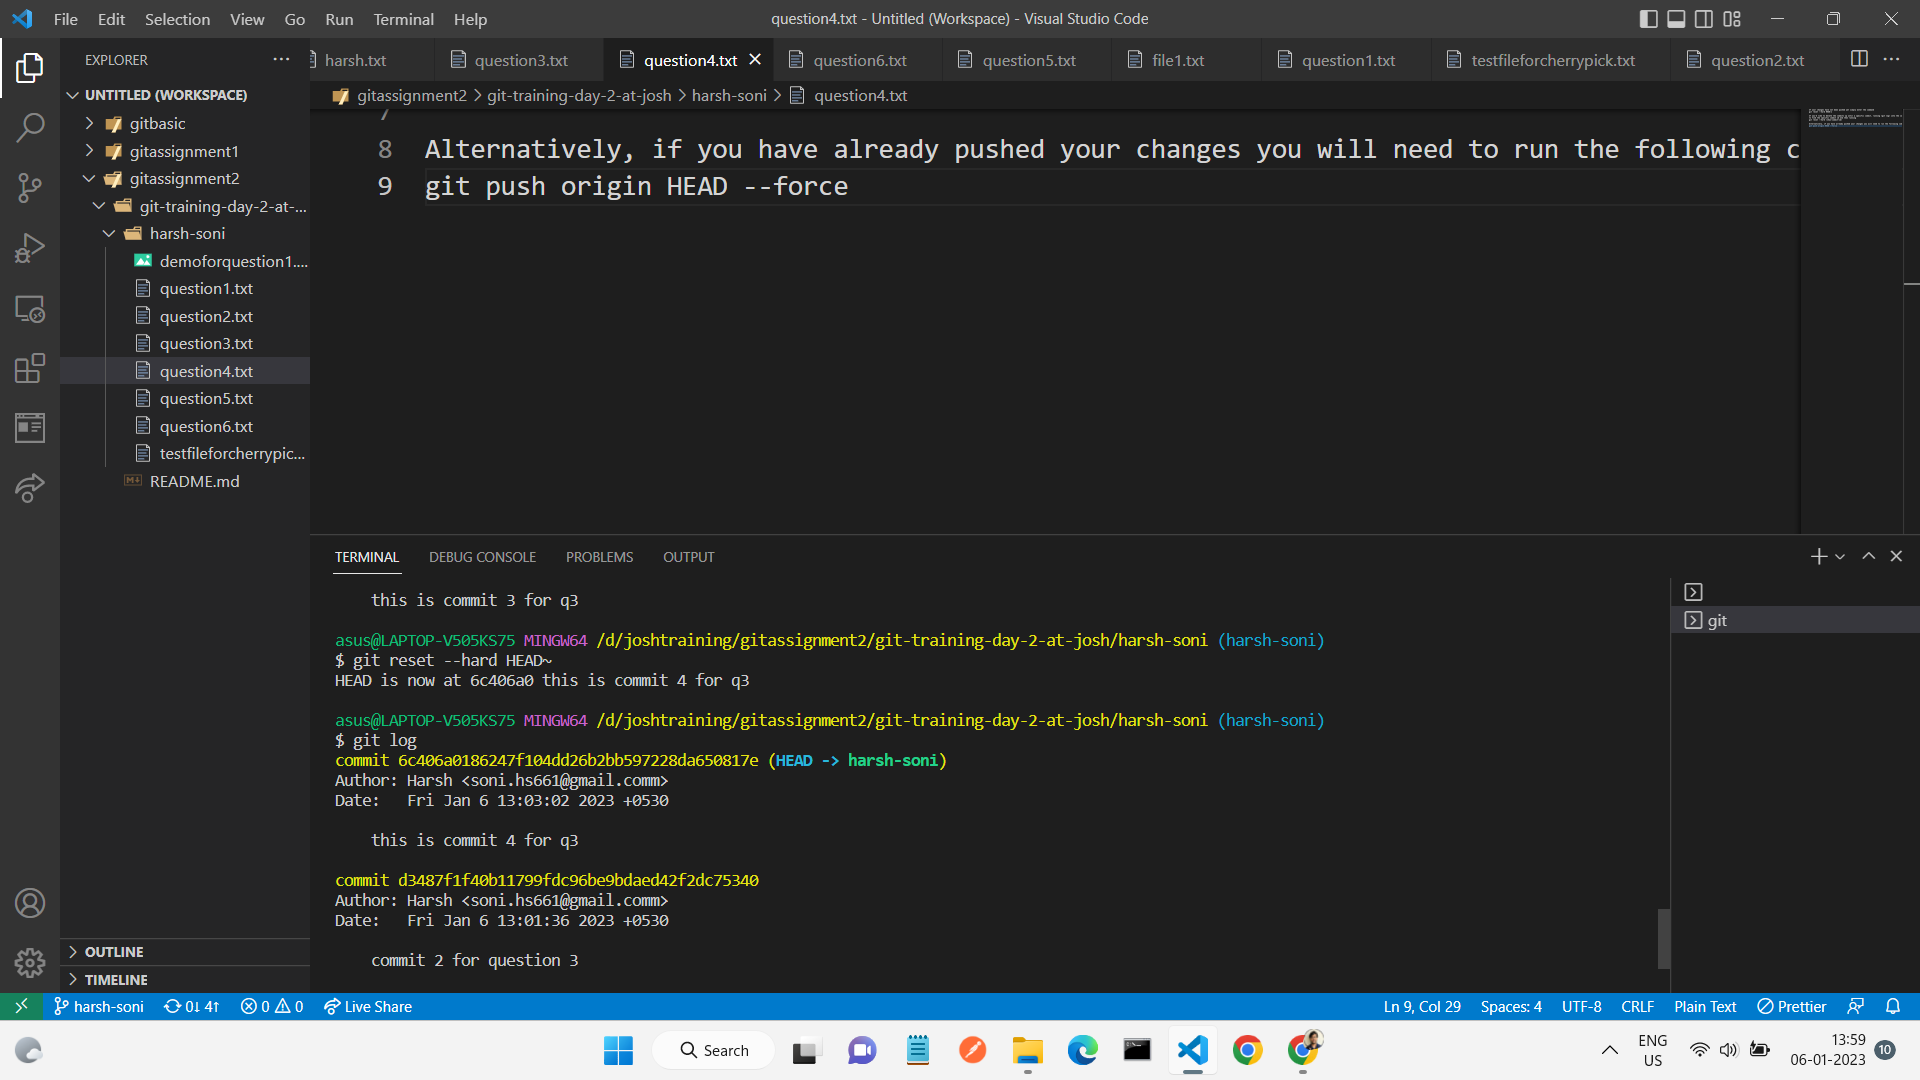 File Edit Selection View Go Run Terminal Help
question4.txt - Untitled (Workspace) - Visual Studio Code
EXPLORER
harsh.txt question3.txt question4.txt question6.txt question5.txt file1.txt question1.txt testfileforcherrypick.txt question2.txt
gitassignment2 > git-training-day-2-at-josh > harsh-soni > question4.txt
UNTITLED (WORKSPACE)
gitbasic
gitassignment1
gitassignment2
git-training-day-2-at-...
harsh-soni
demoforquestion1....
question1.txt
question2.txt
question3.txt
question4.txt
question5.txt
question6.txt
testfileforcherrypic...
README.md
OUTLINE
TIMELINE
8 Alternatively, if you have already pushed your changes you will need to run the following c
9 git push origin HEAD --force
TERMINAL DEBUG CONSOLE PROBLEMS OUTPUT
this is commit 3 for q3
asus@LAPTOP-V505KS75 MINGW64 /d/joshtraining/gitassignment2/git-training-day-2-at-josh/harsh-soni (harsh-soni)
$ git reset --hard HEAD~
HEAD is now at 6c406a0 this is commit 4 for q3
asus@LAPTOP-V505KS75 MINGW64 /d/joshtraining/gitassignment2/git-training-day-2-at-josh/harsh-soni (harsh-soni)
$ git log
commit 6c406a0186247f104dd26b2bb597228da650817e (HEAD -> harsh-soni)
Author: Harsh <soni.hs661@gmail.comm>
Date:   Fri Jan 6 13:03:02 2023 +0530
this is commit 4 for q3
commit d3487f1f40b11799fdc96be9bdaed42f2dc75340
Author: Harsh <soni.hs661@gmail.comm>
Date:   Fri Jan 6 13:01:36 2023 +0530
commit 2 for question 3
git
harsh-soni 0↓ 4↑ 0 0 Live Share
Ln 9, Col 29 Spaces: 4 UTF-8 CRLF Plain Text Prettier
Search
ENG
US
13:59
06-01-2023
10